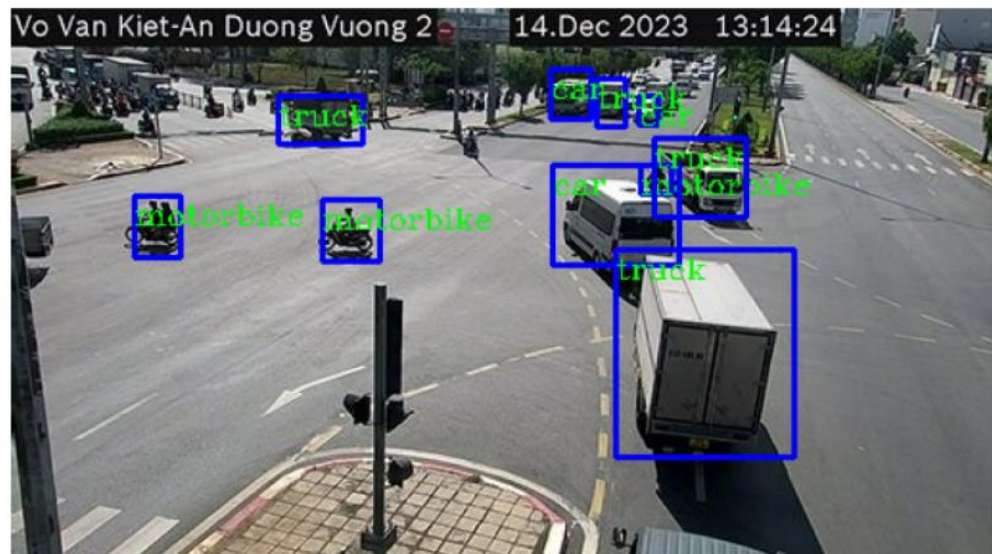 Vo Van Kiet-An Duong Vuong 2 14.Dec 2023 13:14:24
car
truck
truck
car
truck
car
motorbike
motorbike
motorbike
truck